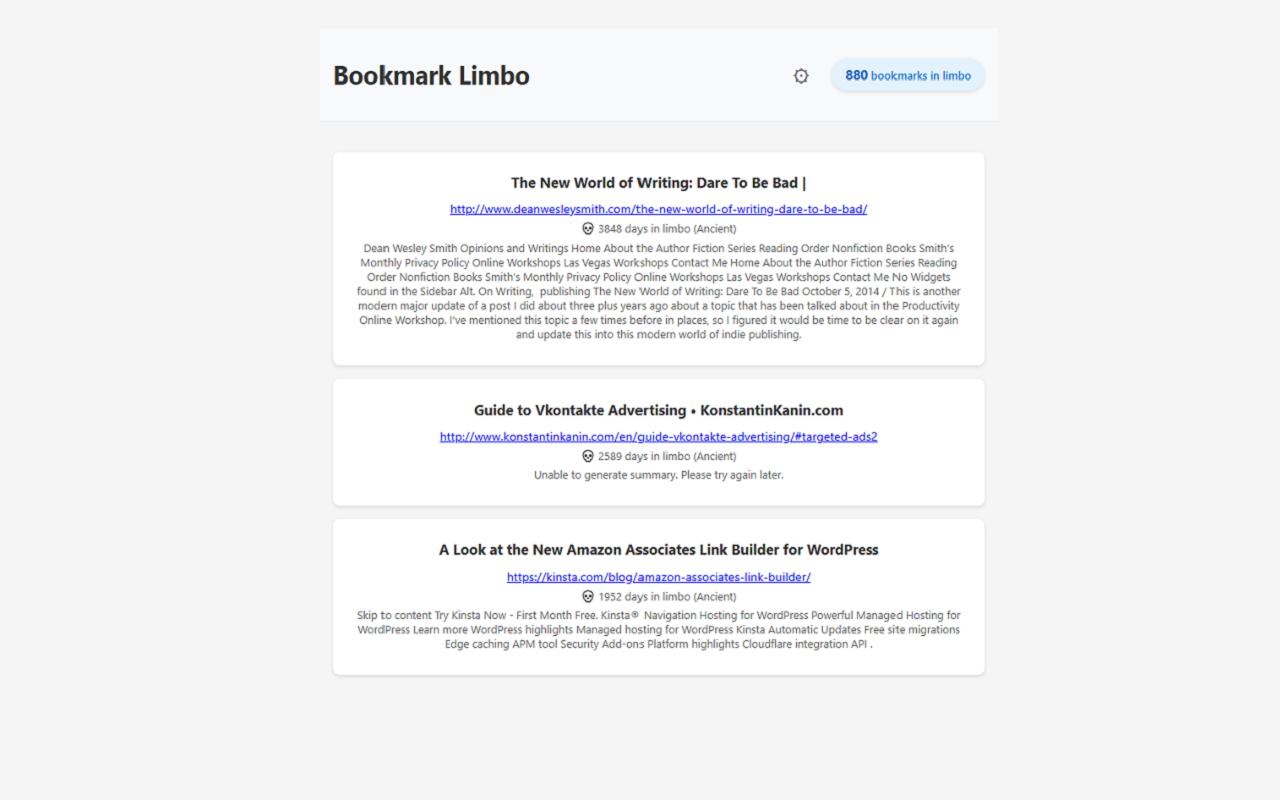 Bookmark Limbo
880 bookmarks in limbo
The New World of Writing: Dare To Be Bad |
http://www.deanwesleysmith.com/the-new-world-of-writing-dare-to-be-bad/
3848 days in limbo (Ancient)
Dean Wesley Smith Opinions and Writings Home About the Author Fiction Series Reading Order Nonfiction Books Smith's
Monthly Privacy Policy Online Workshops Las Vegas Workshops Contact Me Home About the Author Fiction Series Reading
Order Nonfiction Books Smith's Monthly Privacy Policy Online Workshops Las Vegas Workshops Contact Me No Widgets
found in the Sidebar Alt. On Writing, publishing The New World of Writing: Dare To Be Bad October 5, 2014 / This is another
modern major update of a post I did about three plus years ago about a topic that has been talked about in the Productivity
Online Workshop. I've mentioned this topic a few times before in places, so I figured it would be time to be clear on it again
and update this into this modern world of indie publishing.
Guide to Vkontakte Advertising • KonstantinKanin.com
http://www.konstantinkanin.com/en/guide-vkontakte-advertising/#targeted-ads2
2589 days in limbo (Ancient)
Unable to generate summary. Please try again later.
A Look at the New Amazon Associates Link Builder for WordPress
https://kinsta.com/blog/amazon-associates-link-builder/
1952 days in limbo (Ancient)
Skip to content Try Kinsta Now - First Month Free. Kinsta® Navigation Hosting for WordPress Powerful Managed Hosting for
WordPress Learn more WordPress highlights Managed hosting for WordPress Kinsta Automatic Updates Free site migrations
Edge caching APM tool Security Add-ons Platform highlights Cloudflare integration API .